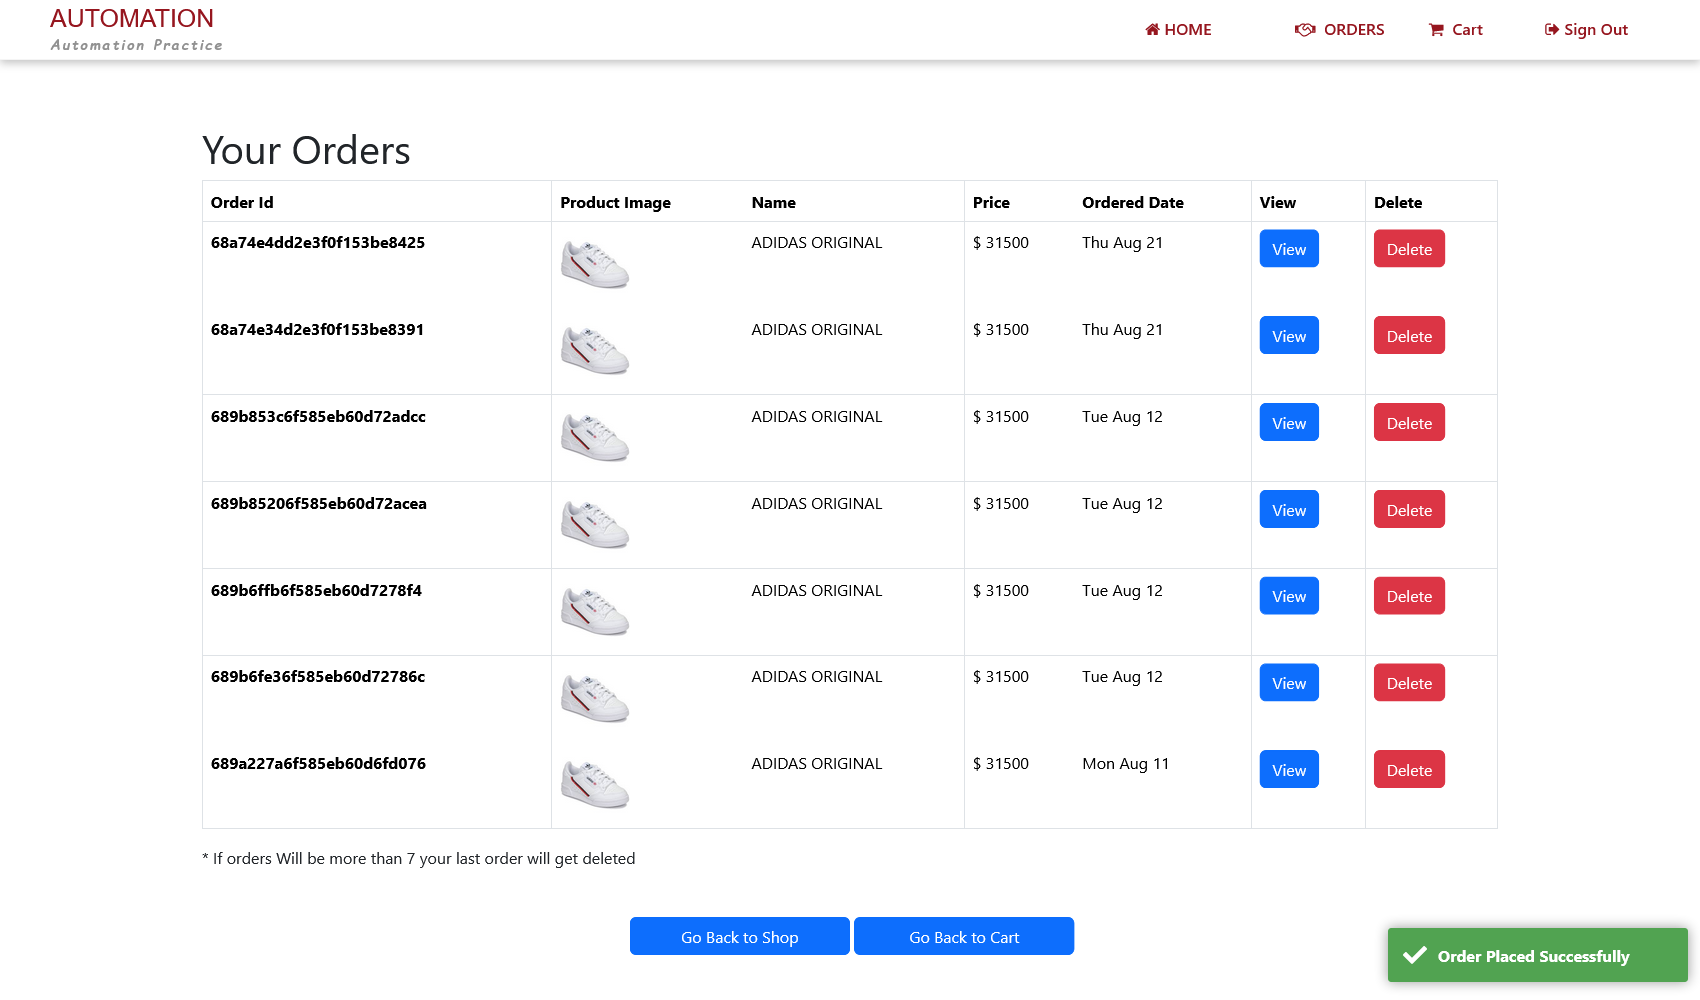 AUTOMATION
Automation Practice
HOME ORDERS Cart Sign Out
Your Orders
Order Id Product Image Name Price Ordered Date View Delete
68a74e4dd2e3f0f153be8425 ADIDAS ORIGINAL $ 31500 Thu Aug 21 View Delete
68a74e34d2e3f0f153be8391 ADIDAS ORIGINAL $ 31500 Thu Aug 21 View Delete
689b853c6f585eb60d72adcc ADIDAS ORIGINAL $ 31500 Tue Aug 12 View Delete
689b85206f585eb60d72acea ADIDAS ORIGINAL $ 31500 Tue Aug 12 View Delete
689b6ffb6f585eb60d7278f4 ADIDAS ORIGINAL $ 31500 Tue Aug 12 View Delete
689b6fe36f585eb60d72786c ADIDAS ORIGINAL $ 31500 Tue Aug 12 View Delete
689a227a6f585eb60d6fd076 ADIDAS ORIGINAL $ 31500 Mon Aug 11 View Delete
* If orders Will be more than 7 your last order will get deleted
Go Back to Shop Go Back to Cart
Order Placed Successfully